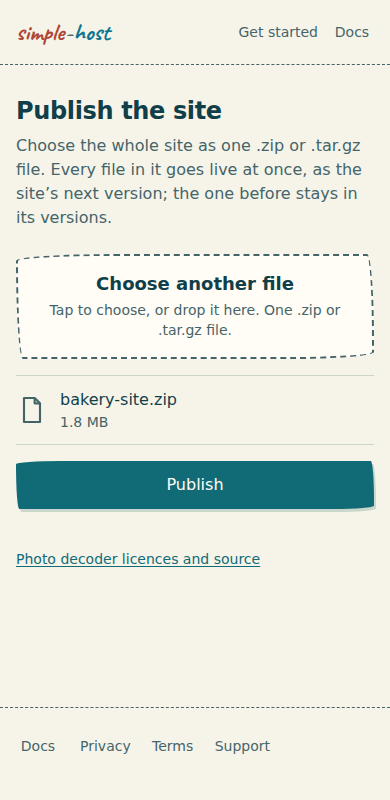 simple-host
Get started
Docs
Publish the site
Choose the whole site as one .zip or .tar.gz
file. Every file in it goes live at once, as the
site’s next version; the one before stays in
its versions.
Choose another file
Tap to choose, or drop it here. One .zip or
.tar.gz file.
bakery-site.zip
1.8 MB
Publish
Photo decoder licences and source
Docs
Privacy
Terms
Support